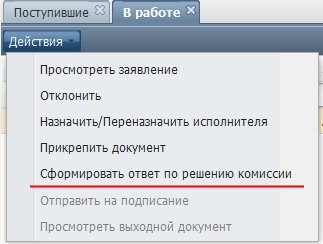 Поступившие
В работе
Действия
Просмотреть заявление
Отклонить
Назначить/Переназначить исполнителя
Прикрепить документ
Сформировать ответ по решению комиссии
Отправить на подписание
Просмотреть выходной документ